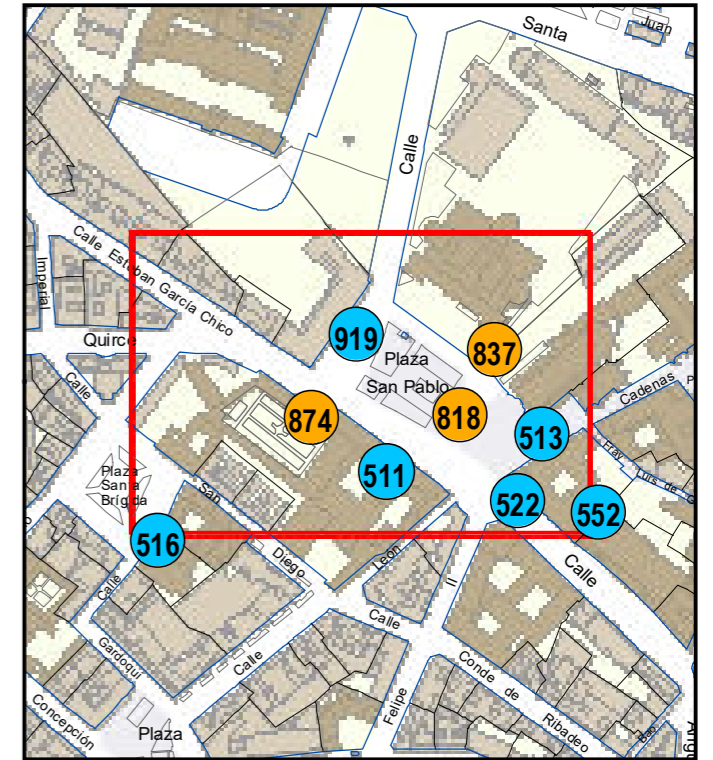 Santa
Juan
Calle
Calle Esteban García Chico
Imperial
Quirce
Calle
919
837
Plaza
San Páblo
874
818
513
Cadenas
511
522
552
Fray
Luis de
Plaza
Santa
Brígida
San
516
Diego
León
Calle
Calle
II
Calle
Calle
Gardoqui
Felipe
Conde de
Ribadeo
Concepción
Plaza